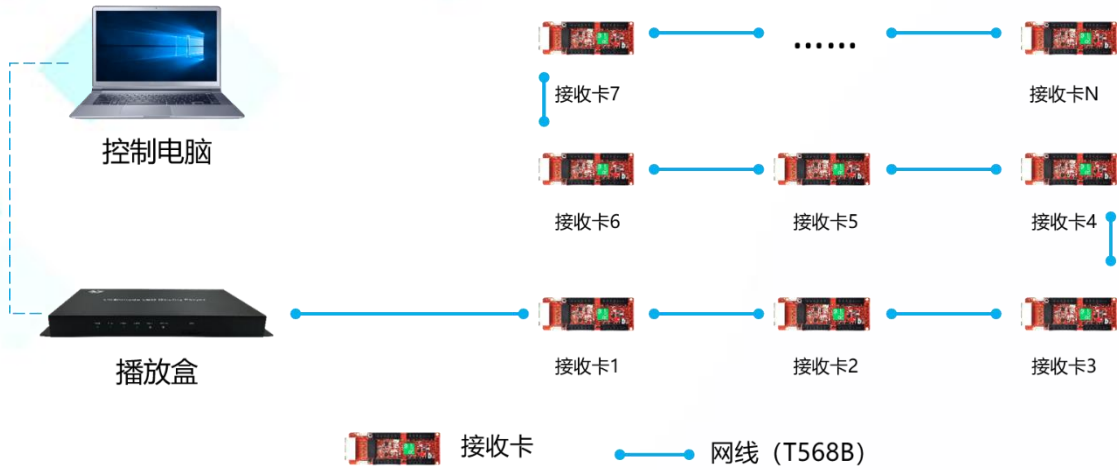 接收卡7
......
接收卡N
控制电脑
接收卡6
接收卡5
接收卡4
播放盒
接收卡1
接收卡2
接收卡3
接收卡
网线（T568B）